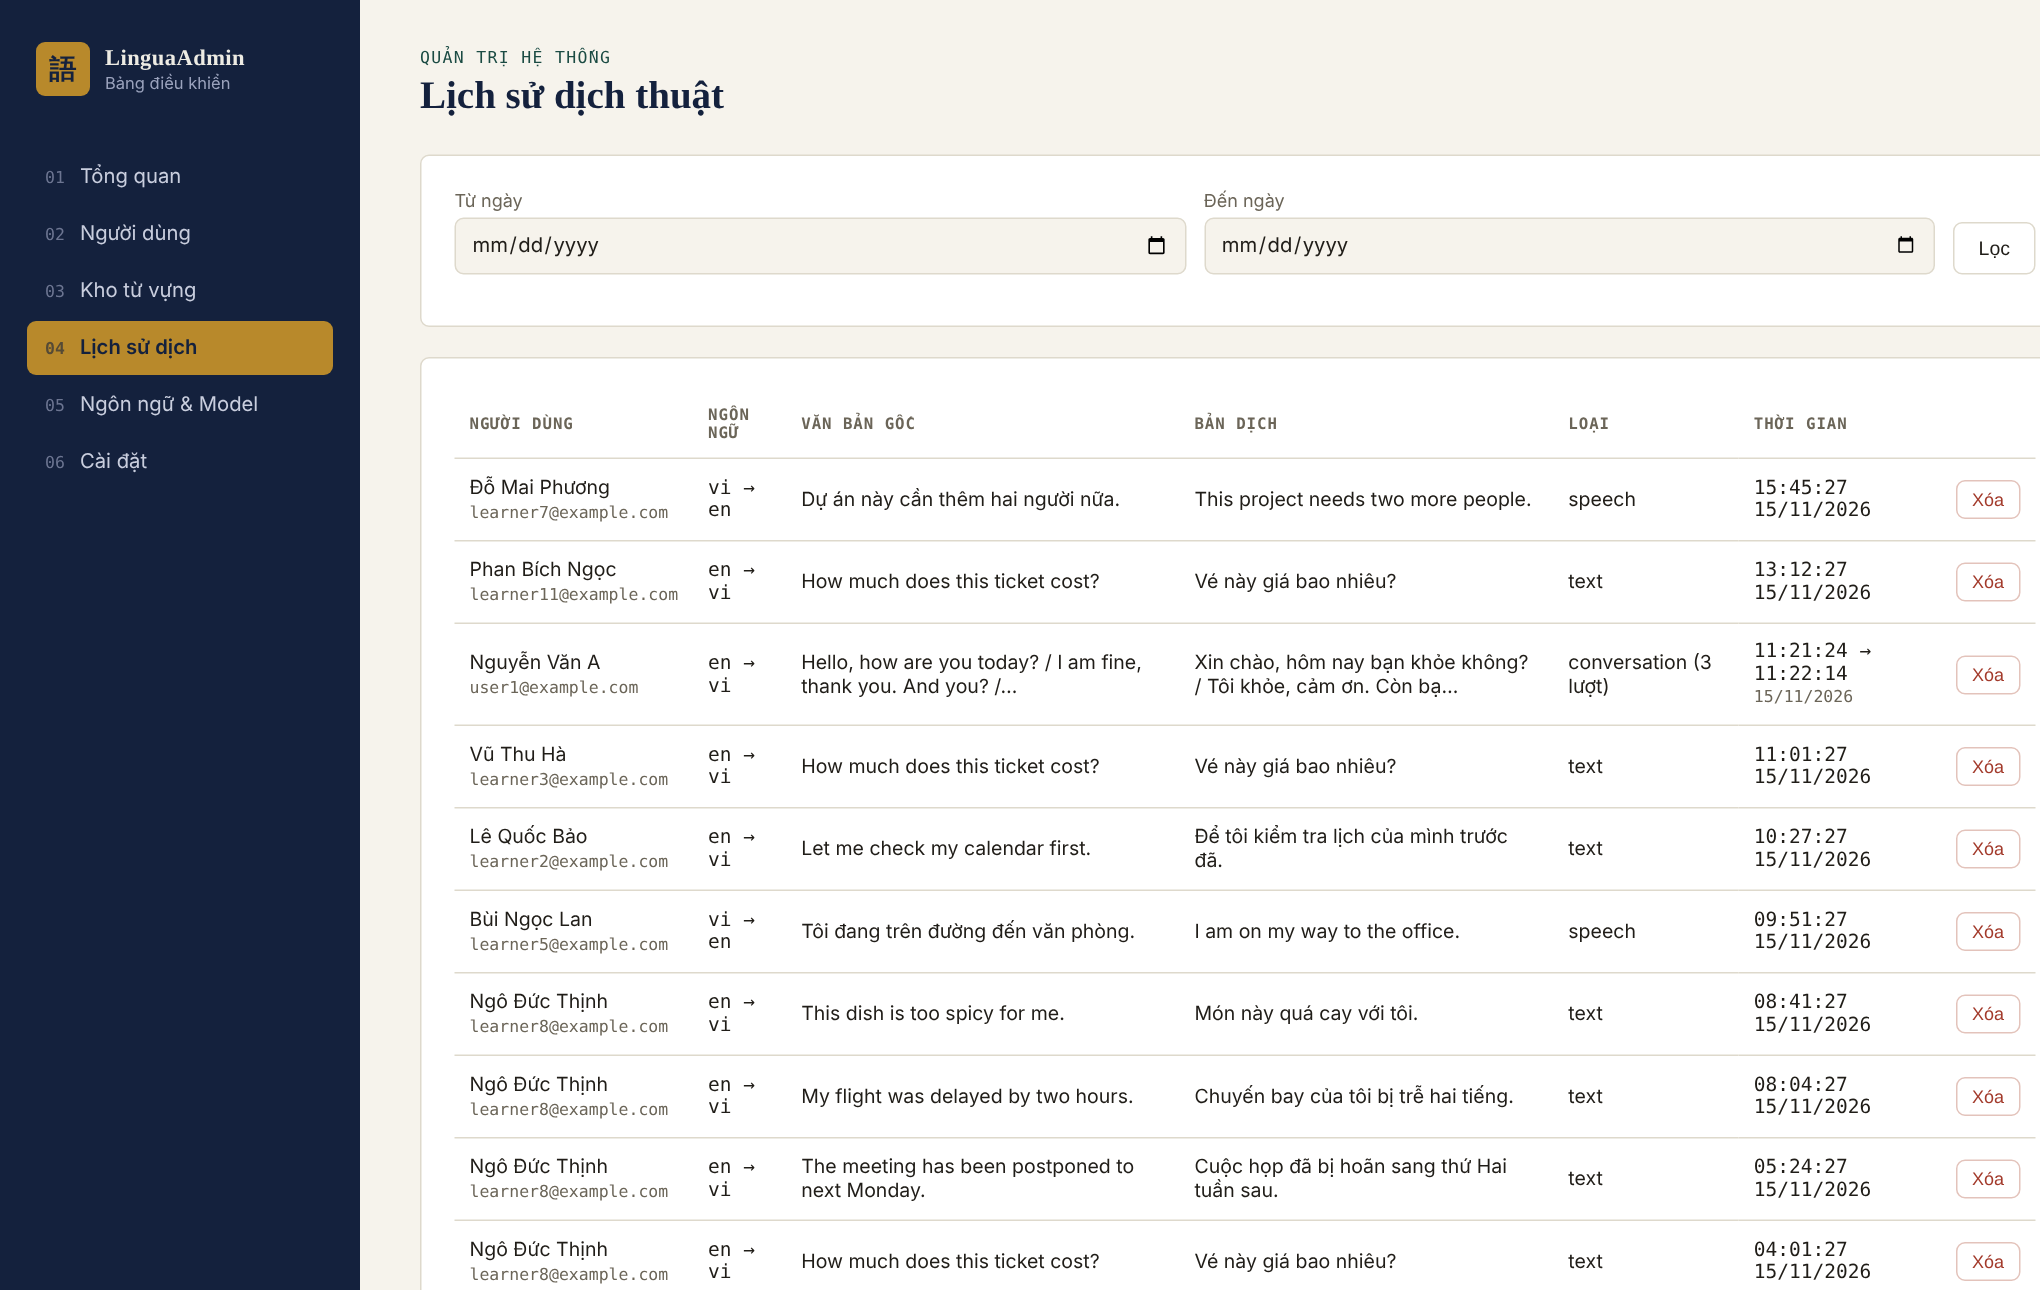 語
LinguaAdmin
Bảng điều khiển
01 Tổng quan
02 Người dùng
03 Kho từ vựng
04 Lịch sử dịch
05 Ngôn ngữ & Model
06 Cài đặt
QUẢN TRỊ HỆ THỐNG
Lịch sử dịch thuật
Từ ngày
Đến ngày
mm/dd/yyyy
mm/dd/yyyy
Lọc
NGƯỜI DÙNG
NGÔN
NGỮ
VĂN BẢN GỐC
BẢN DỊCH
LOẠI
THỜI GIAN
Đỗ Mai Phương
learner7@example.com
vi →
en
Dự án này cần thêm hai người nữa.
This project needs two more people.
speech
15:45:27
15/11/2026
Xóa
Phan Bích Ngọc
learner11@example.com
en →
vi
How much does this ticket cost?
Vé này giá bao nhiêu?
text
13:12:27
15/11/2026
Xóa
Nguyễn Văn A
user1@example.com
en →
vi
Hello, how are you today? / I am fine,
thank you. And you? /...
Xin chào, hôm nay bạn khỏe không?
/ Tôi khỏe, cảm ơn. Còn bạ...
conversation (3
lượt)
11:21:24 →
11:22:14
15/11/2026
Xóa
Vũ Thu Hà
learner3@example.com
en →
vi
How much does this ticket cost?
Vé này giá bao nhiêu?
text
11:01:27
15/11/2026
Xóa
Lê Quốc Bảo
learner2@example.com
en →
vi
Let me check my calendar first.
Để tôi kiểm tra lịch của mình trước
đã.
text
10:27:27
15/11/2026
Xóa
Bùi Ngọc Lan
learner5@example.com
vi →
en
Tôi đang trên đường đến văn phòng.
I am on my way to the office.
speech
09:51:27
15/11/2026
Xóa
Ngô Đức Thịnh
learner8@example.com
en →
vi
This dish is too spicy for me.
Món này quá cay với tôi.
text
08:41:27
15/11/2026
Xóa
Ngô Đức Thịnh
learner8@example.com
en →
vi
My flight was delayed by two hours.
Chuyến bay của tôi bị trễ hai tiếng.
text
08:04:27
15/11/2026
Xóa
Ngô Đức Thịnh
learner8@example.com
en →
vi
The meeting has been postponed to
next Monday.
Cuộc họp đã bị hoãn sang thứ Hai
tuần sau.
text
05:24:27
15/11/2026
Xóa
Ngô Đức Thịnh
learner8@example.com
en →
vi
How much does this ticket cost?
Vé này giá bao nhiêu?
text
04:01:27
15/11/2026
Xóa